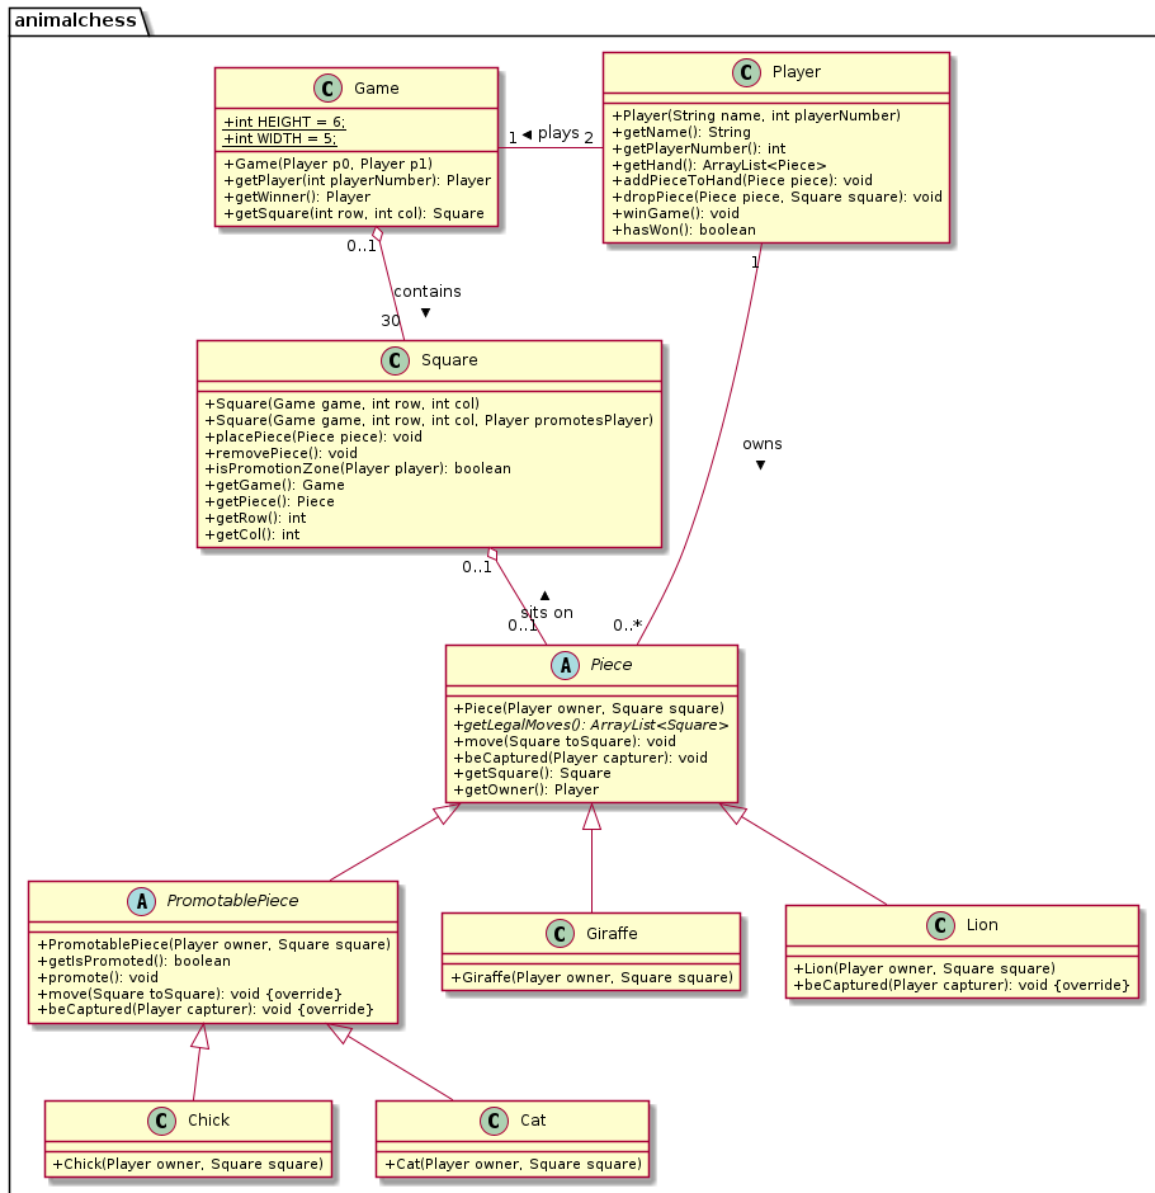 animalchess
C Game
+int HEIGHT = 6;
+int WIDTH = 5;
+Game(Player p0, Player p1)
+getPlayer(int playerNumber): Player
+getWinner(): Player
+getSquare(int row, int col): Square
1 ◄ plays 2
C Player
+Player(String name, int playerNumber)
+getName(): String
+getPlayerNumber(): int
+getHand(): ArrayList<Piece>
+addPieceToHand(Piece piece): void
+dropPiece(Piece piece, Square square): void
+winGame(): void
+hasWon(): boolean
0..1
contains
▼
30
C Square
+Square(Game game, int row, int col)
+Square(Game game, int row, int col, Player promotesPlayer)
+placePiece(Piece piece): void
+removePiece(): void
+isPromotionZone(Player player): boolean
+getGame(): Game
+getPiece(): Piece
+getRow(): int
+getCol(): int
1
owns
▼
0..*
0..1
▲
sits on
0..1
A Piece
+Piece(Player owner, Square square)
+getLegalMoves(): ArrayList<Square>
+move(Square toSquare): void
+beCaptured(Player capturer): void
+getSquare(): Square
+getOwner(): Player
A PromotablePiece
+PromotablePiece(Player owner, Square square)
+getIsPromoted(): boolean
+promote(): void
+move(Square toSquare): void {override}
+beCaptured(Player capturer): void {override}
C Giraffe
+Giraffe(Player owner, Square square)
C Lion
+Lion(Player owner, Square square)
+beCaptured(Player capturer): void {override}
C Chick
+Chick(Player owner, Square square)
C Cat
+Cat(Player owner, Square square)